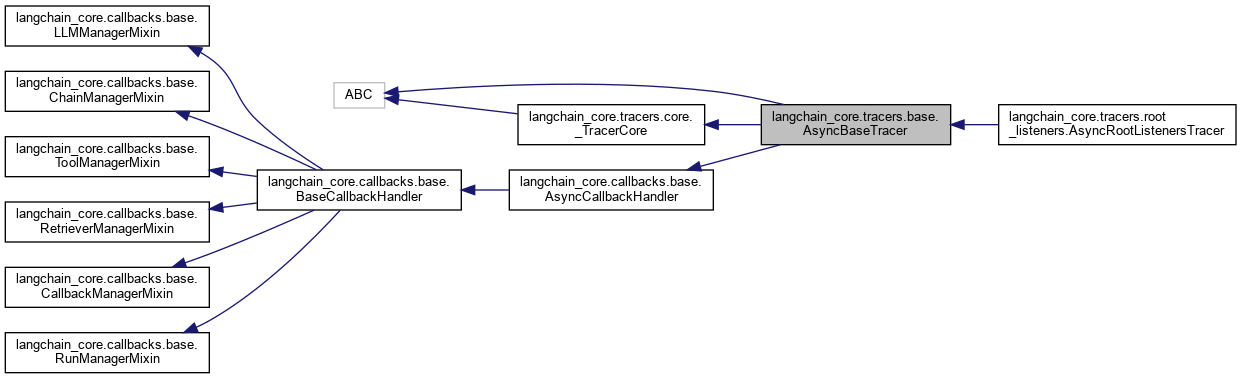 langchain_core.callbacks.base.
LLMManagerMixin
langchain_core.callbacks.base.
ChainManagerMixin
langchain_core.callbacks.base.
ToolManagerMixin
langchain_core.callbacks.base.
RetrieverManagerMixin
langchain_core.callbacks.base.
CallbackManagerMixin
langchain_core.callbacks.base.
RunManagerMixin
langchain_core.callbacks.base.
BaseCallbackHandler
ABC
langchain_core.tracers.core.
_TracerCore
langchain_core.callbacks.base.
AsyncCallbackHandler
langchain_core.tracers.base.
AsyncBaseTracer
langchain_core.tracers.root
_listeners.AsyncRootListenersTracer